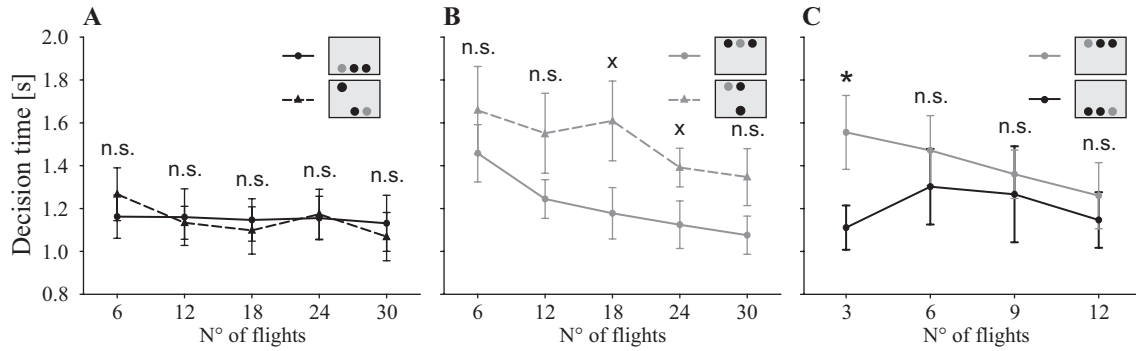 A
B
C
Decision time [s]
2.0
1.8
1.6
1.4
1.2
1.0
0.8
n.s.
n.s.
n.s.
n.s.
n.s.
6
12
18
24
30
N° of flights
n.s.
n.s.
x
x
n.s.
6
12
18
24
30
N° of flights
*
n.s.
n.s.
n.s.
3
6
9
12
N° of flights